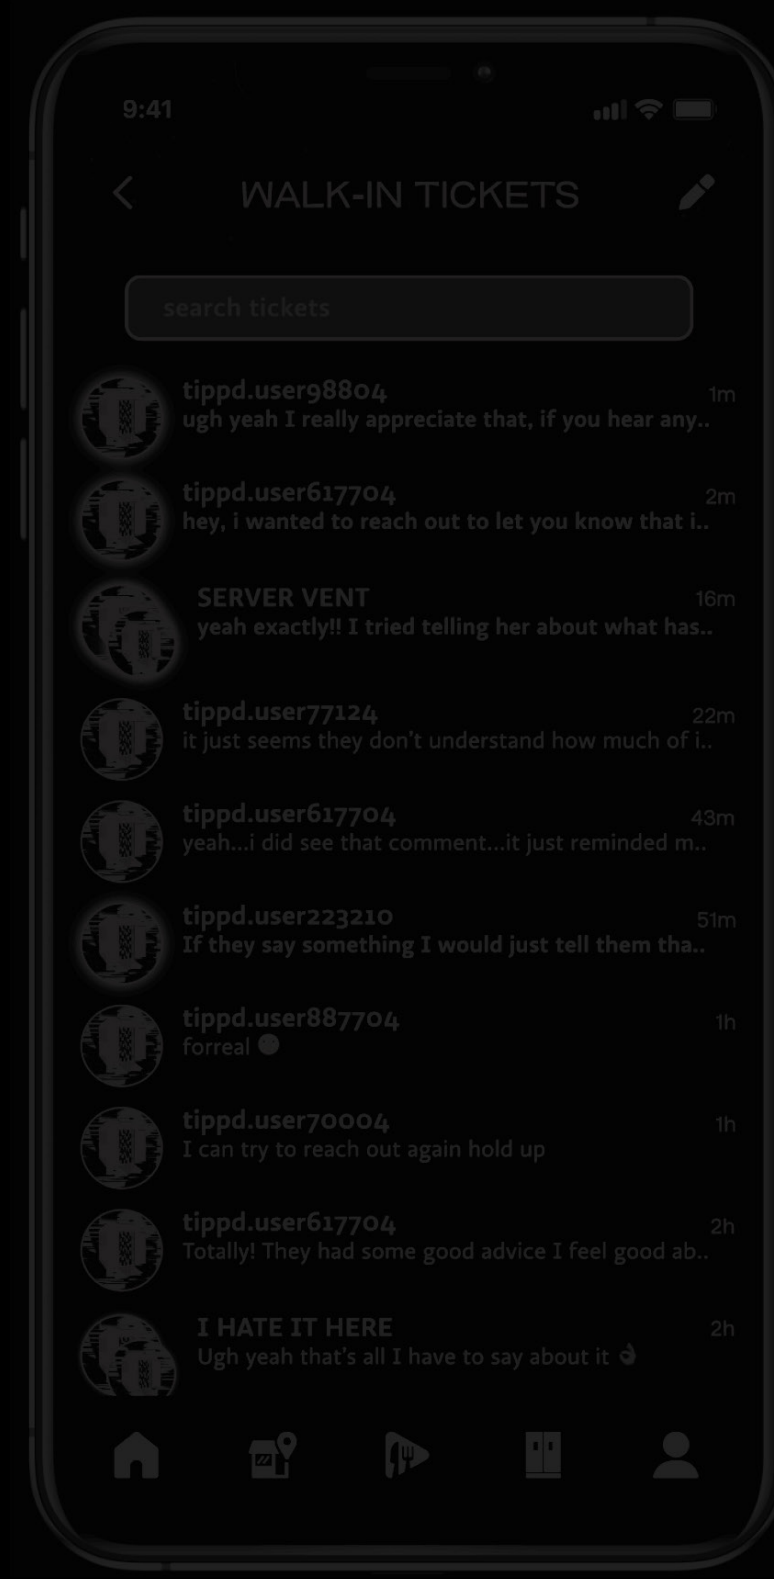 9:41
WALK-IN TICKETS
search tickets
tippd.user98804
1m
ugh yeah I really appreciate that, if you hear any..
tippd.user617704
2m
hey, i wanted to reach out to let you know that i..
SERVER VENT
16m
yeah exactly!! I tried telling her about what has..
tippd.user77124
22m
it just seems they don't understand how much of i..
tippd.user617704
43m
yeah...i did see that comment...it just reminded m..
tippd.user223210
51m
If they say something I would just tell them tha..
tippd.user887704
1h
forreal
tippd.user70004
1h
I can try to reach out again hold up
tippd.user617704
2h
Totally! They had some good advice I feel good ab..
I HATE IT HERE
2h
Ugh yeah that's all I have to say about it 👌